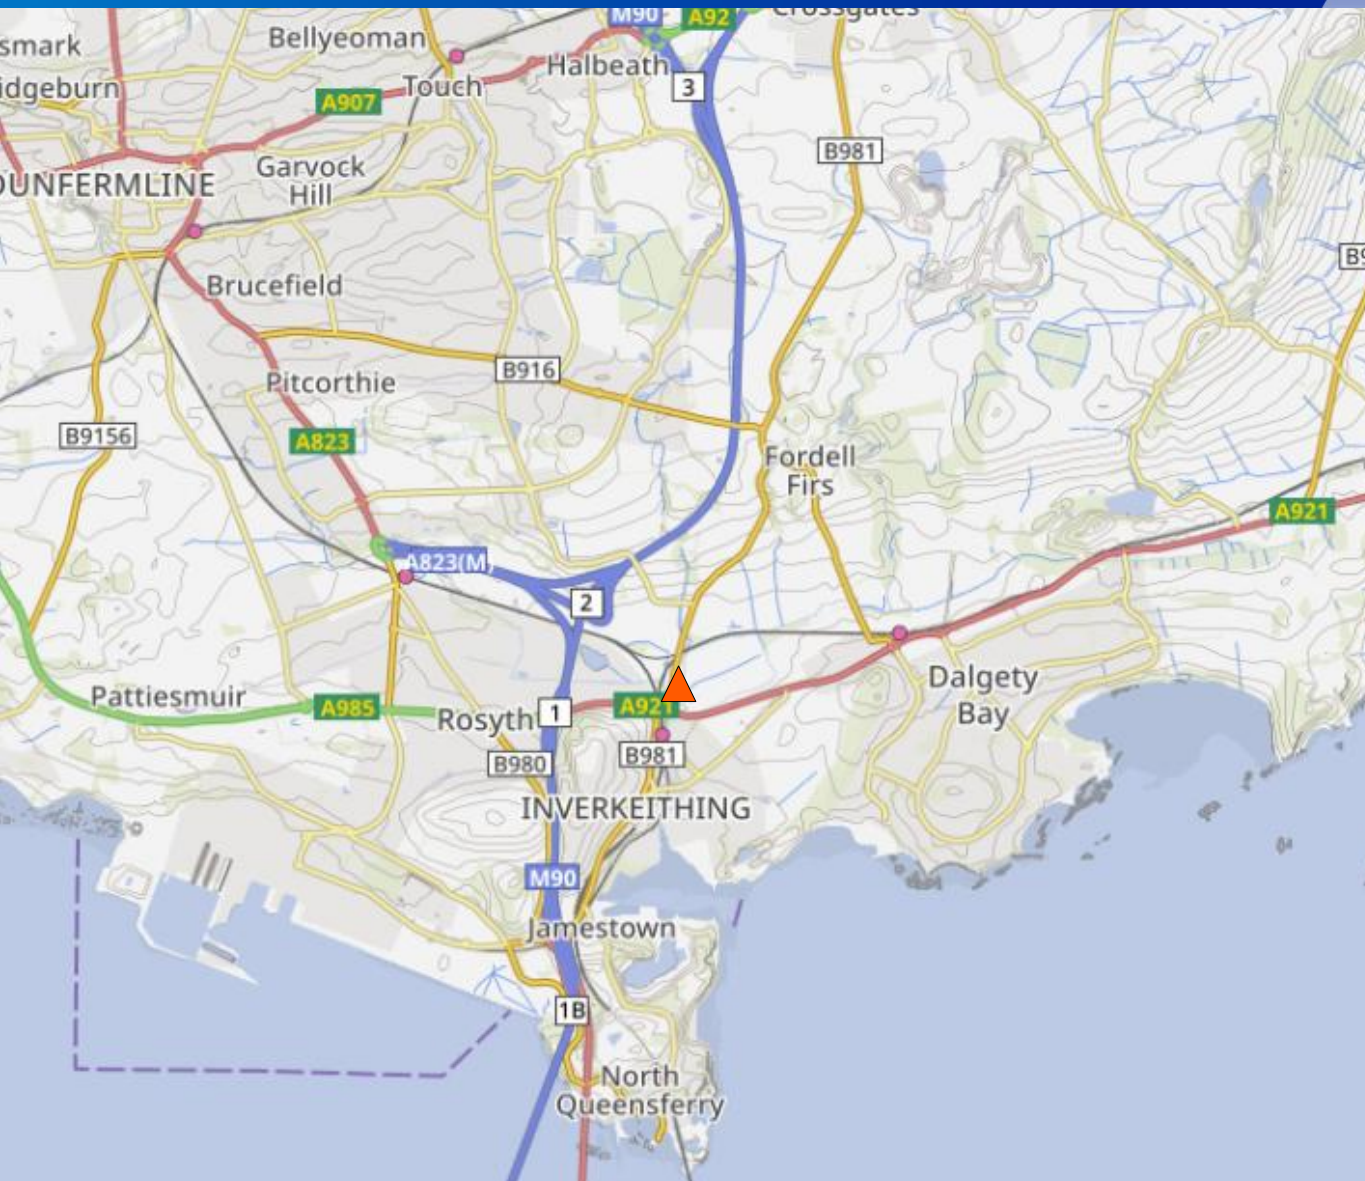 M90
A92
Crossgates
smark
Bellyeoman
Halbeath
idgeburn
Touch
3
A907
B981
Garvock
Hill
DUNFERMLINE
Brucefield
B916
Pitcorthie
B9156
A823
Fordell
Firs
A921
A823(M)
2
Dalgety
Bay
Pattiesmuir
A985
Rosyth
1
A921
B981
B980
INVERKEITHING
M90
Jamestown
1B
North
Queensferry